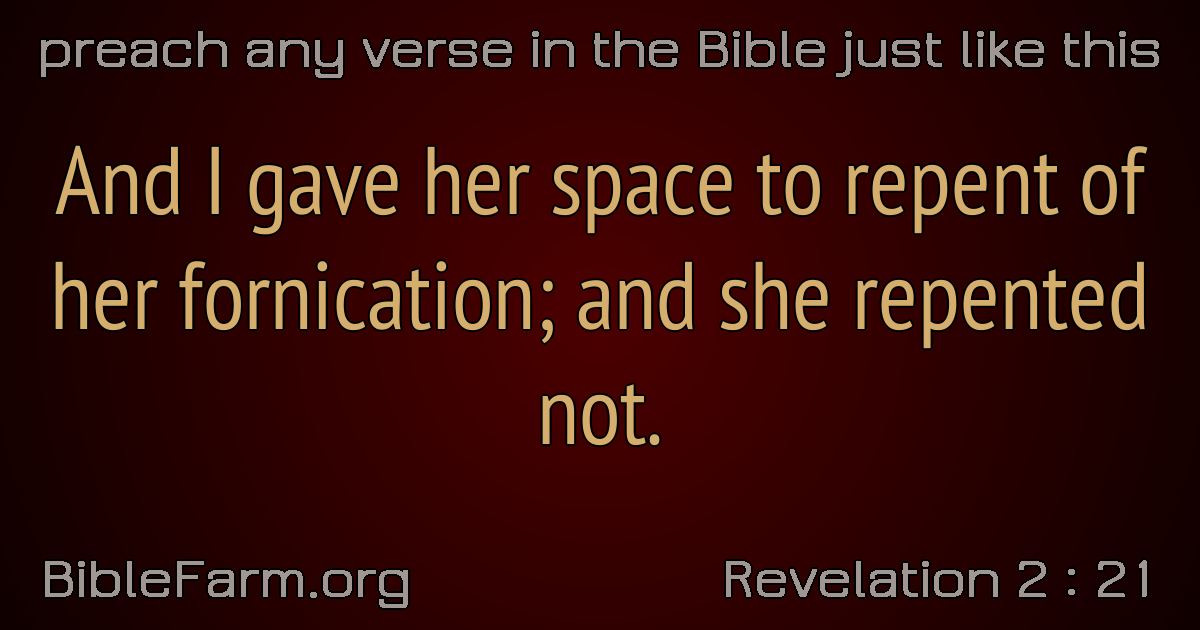 preach any verse in the Bible just like this
And I gave her space to repent of
her fornication; and she repented
not.
BibleFarm.org
Revelation 2 : 21